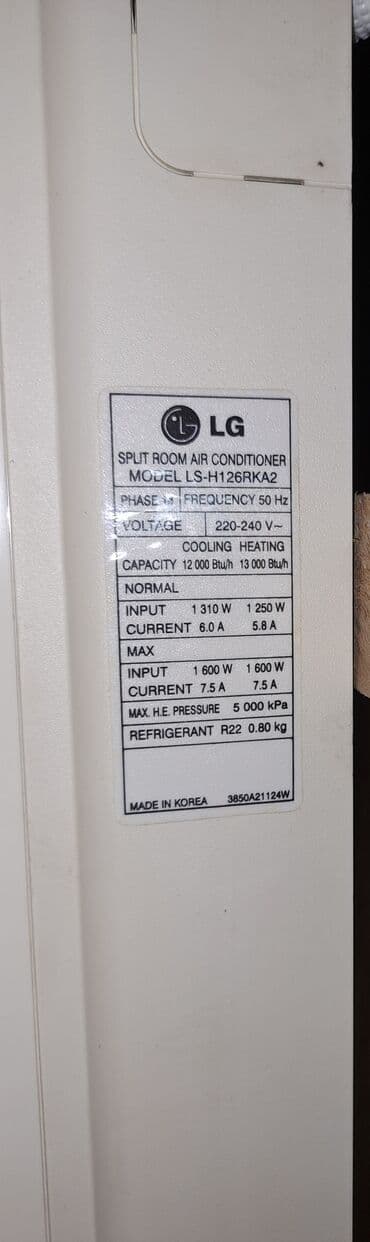 LG
SPLIT ROOM AIR CONDITIONER
MODEL LS-H126RKA2
PHASE FREQUENCY 50 Hz
VOLTAGE 220-240 V~
COOLING HEATING
CAPACITY 12 000 Btu/h 13 000 Btu/h
NORMAL
INPUT 1 310 W 1 250 W
CURRENT 6.0 A 5.8 A
MAX
INPUT 1 600 W 1 600 W
CURRENT 7.5 A 7.5 A
MAX. H.E. PRESSURE 5 000 kPa
REFRIGERANT R22 0.80 kg
MADE IN KOREA 3850A21124W